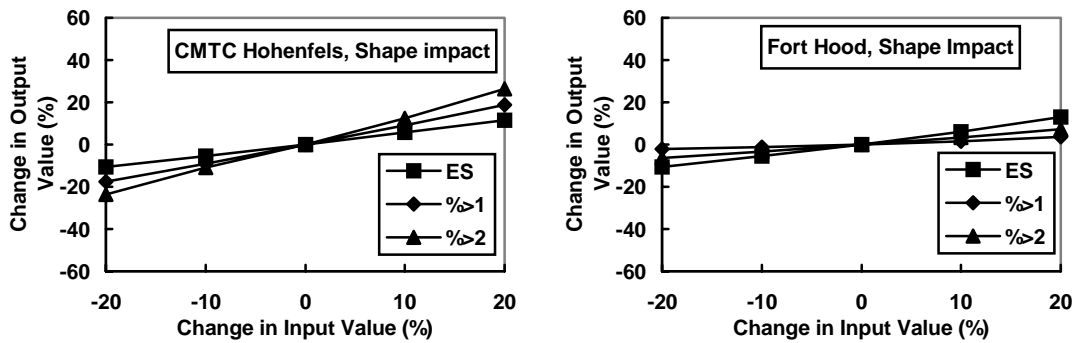 60
40
20
0
-20
-40
-60
Change in Output
Value (%)
CMTC Hohenfels, Shape impact
ES
%>1
%>2
-20 -10 0 10 20
Change in Input Value (%)
60
40
20
0
-20
-40
-60
Change in Output
Value (%)
Fort Hood, Shape Impact
ES
%>1
%>2
-20 -10 0 10 20
Change in Input Value (%)